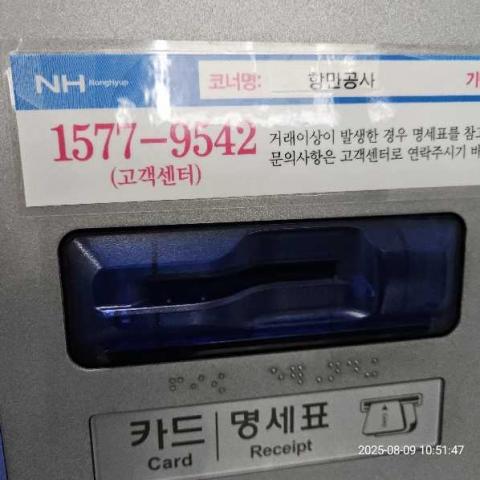 NH NongHyup 코너명: 항만공사 기
1577-9542
(고객센터)
거래이상이 발생한 경우 명세표를 참고
문의사항은 고객센터로 연락주시기 바
카드 명세표
Card Receipt
2025-08-09 10:51:47